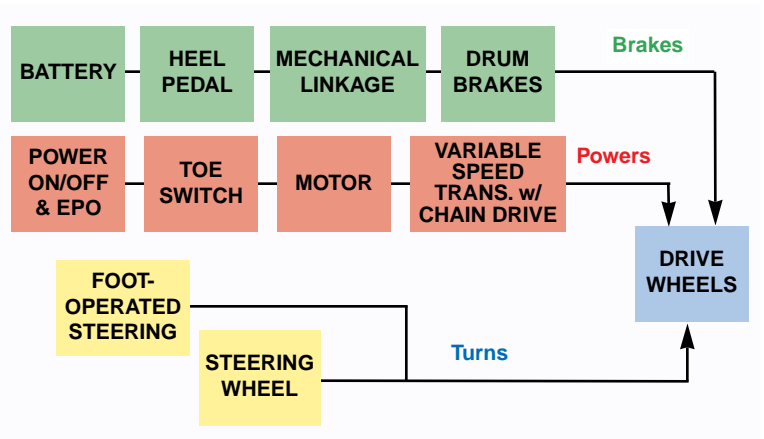 BATTERY
HEEL
PEDAL
MECHANICAL
LINKAGE
DRUM
BRAKES
Brakes
POWER
ON/OFF
& EPO
TOE
SWITCH
MOTOR
VARIABLE
SPEED
TRANS. w/
CHAIN DRIVE
Powers
DRIVE
WHEELS
FOOT-
OPERATED
STEERING
STEERING
WHEEL
Turns